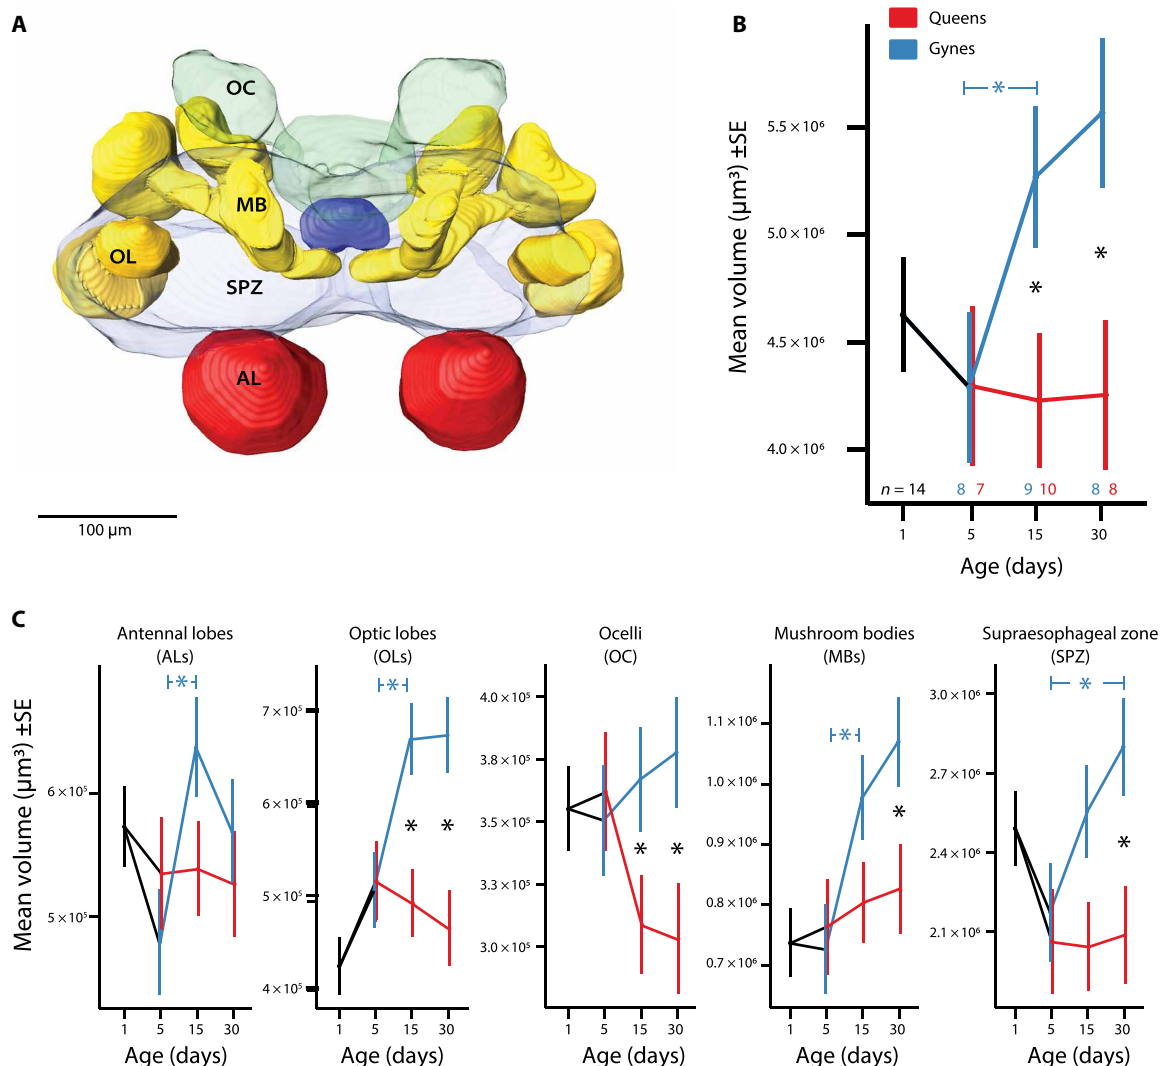 A
OC
MB
OL
SPZ
AL
100 µm
B
Queens
Gynes
*
Mean volume (µm³) ±SE
5.5 × 10⁶
5.0 × 10⁶
4.5 × 10⁶
4.0 × 10⁶
*
*
n = 14
8 7
9 10
8 8
1 5 15 30
Age (days)
C
Mean volume (µm³) ±SE
Antennal lobes
(ALs)
*
6 × 10⁵
5 × 10⁵
1 5 15 30
Age (days)
Optic lobes
(OLs)
*
7 × 10⁵
6 × 10⁵
5 × 10⁵
4 × 10⁵
* *
1 5 15 30
Age (days)
Ocelli
(OC)
4.0 × 10⁵
3.8 × 10⁵
3.5 × 10⁵
3.3 × 10⁵
3.0 × 10⁵
* *
1 5 15 30
Age (days)
Mushroom bodies
(MBs)
*
1.1 × 10⁶
1.0 × 10⁶
0.9 × 10⁶
0.8 × 10⁶
0.7 × 10⁶
*
1 5 15 30
Age (days)
Supraesophageal zone
(SPZ)
*
3.0 × 10⁶
2.7 × 10⁶
2.4 × 10⁶
2.1 × 10⁶
*
1 5 15 30
Age (days)